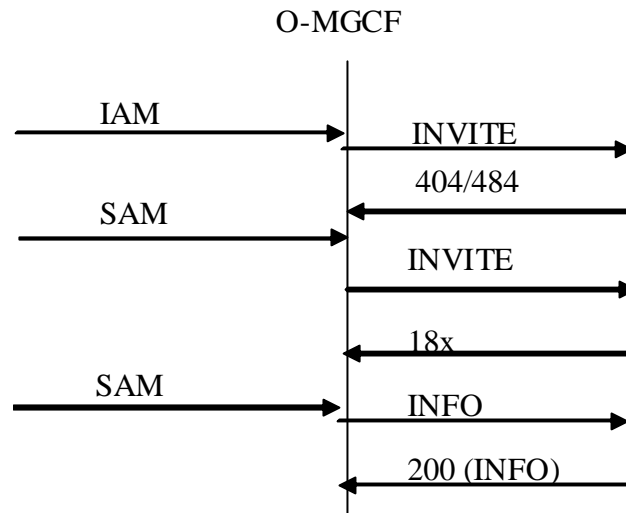 O-MGCF
IAM
INVITE
404/484
SAM
INVITE
18x
SAM
INFO
200 (INFO)